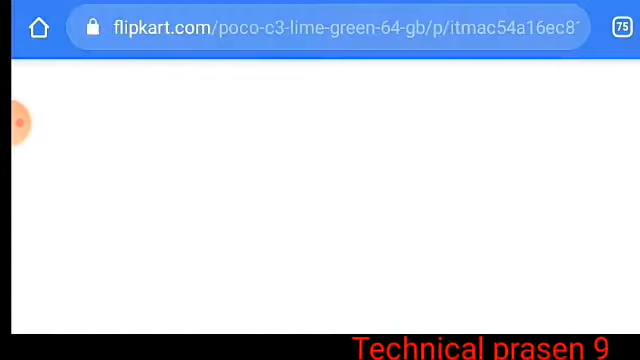 flipkart.com/poco-c3-lime-green-64-gb/p/itmac54a16ec8
75
Technical prasen 9